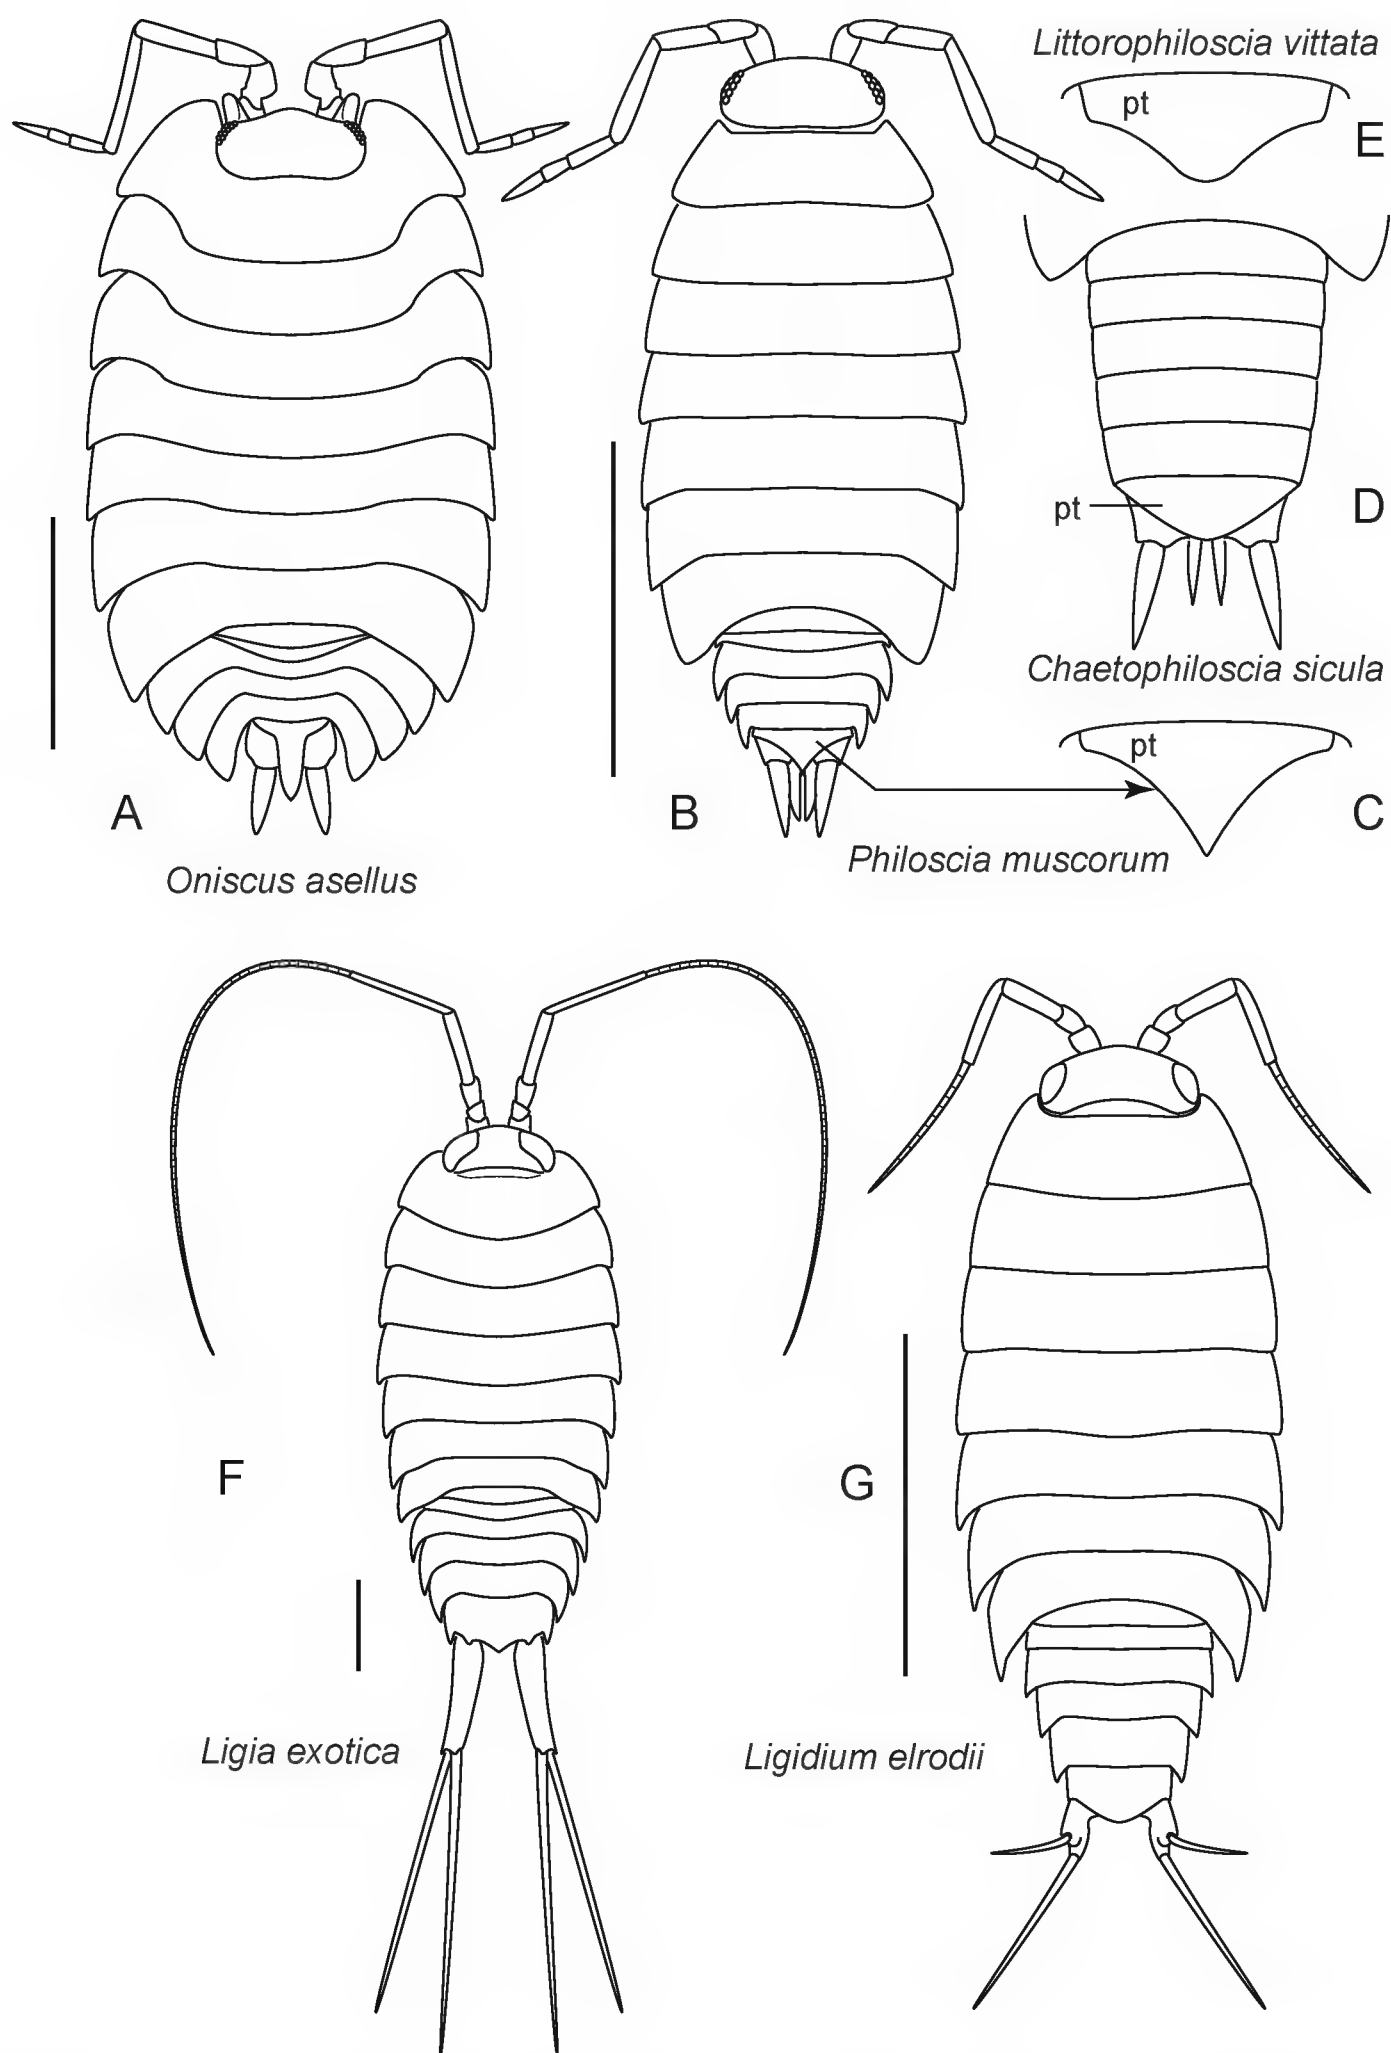 Littorophiloscia vittata
pt
E
pt
D
Chaetophiloscia sicula
pt
A
B
C
Philoscia muscorum
Oniscus asellus
F
G
Ligia exotica
Ligidium elrodii